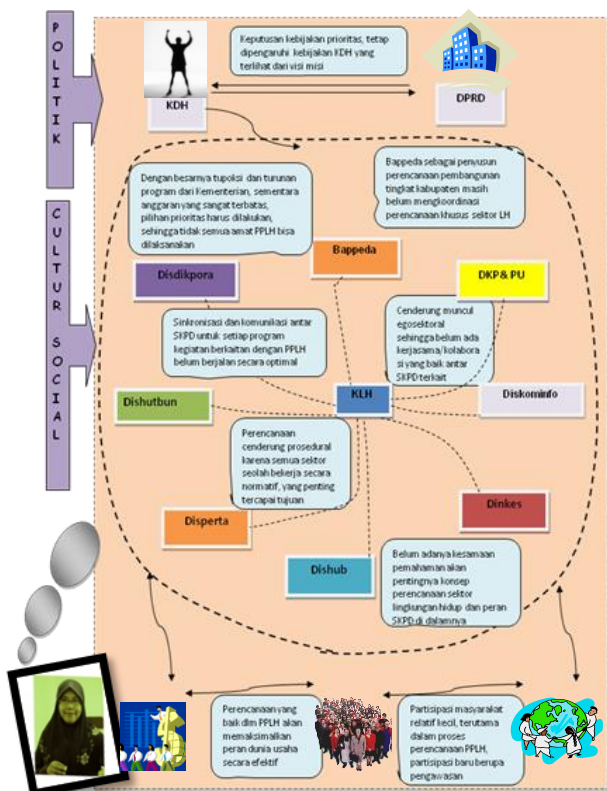 POLITIK
CULTUR SOCIAL
Keputusan kebijakan prioritas, tetap
dipengaruhi kebijakan KDH yang
terlihat dari visi misi
KDH
DPRD
Dengan besarnya tupoksi dan turunan
program dari Kementerian, sementara
anggaran yang sangat terbatas,
pilihan prioritas harus dilakukan,
sehingga tidak semua amat PPLH bisa
dilaksanakan
Bappeda sebagai penyusun
perencanaan pembangunan
tingkat kabupaten masih
belum mengkoordinasi
perencanaan khusus sektor LH
Bappeda
Disdikpora
DKP& PU
Sinkronisasi dan komunikasi antar
SKPD untuk setiap program
kegiatan berkaitan dengan PPLH
belum berjalan secara optimal
Cenderung muncul
egosektoral
sehingga belum ada
kerjasama/kolabora
si yang baik antar
SKPD terkait
KLH
Diskominfo
Dishutbun
Perencanaan
cenderung prosedural
karena semua sektor
seolah bekerja secara
normatif, yang penting
tercapai tujuan
Dinkes
Disperta
Dishub
Belum adanya kesamaan
pemahaman akan
pentingnya konsep
perencanaan sektor
lingkungan hidup dan peran
SKPD di dalamnya
Perencanaan yang
baik dlm PPLH akan
memaksimalkan
peran dunia usaha
secara efektif
Partisipasi masyarakat
relatif kecil, terutama
dalam proses
perencanaan PPLH,
partisipasi baru berupa
pengawasan